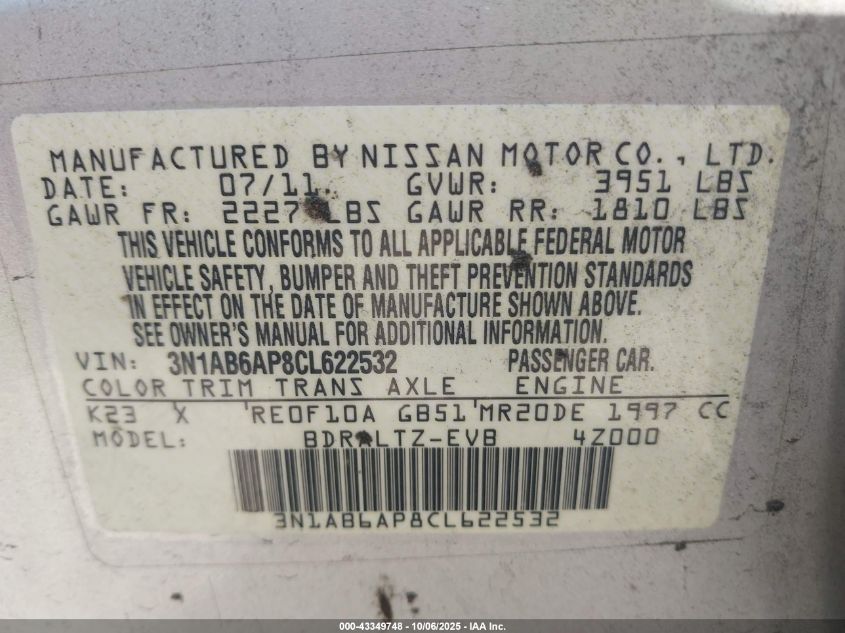 MANUFACTURED BY NISSAN MOTOR CO., LTD.
DATE: 07/11 GVWR: 3951 LBS
GAWR FR: 2227 LBS GAWR RR: 1810 LBS
THIS VEHICLE CONFORMS TO ALL APPLICABLE FEDERAL MOTOR
VEHICLE SAFETY, BUMPER AND THEFT PREVENTION STANDARDS
IN EFFECT ON THE DATE OF MANUFACTURE SHOWN ABOVE.
SEE OWNER'S MANUAL FOR ADDITIONAL INFORMATION.
VIN: 3N1AB6AP8CL622532 PASSENGER CAR.
COLOR TRIM TRANS AXLE ENGINE
K23 X RE0F10A GB51 MR20DE 1997 CC
MODEL: 4Z000
3N1AB6AP8CL622532
000-43349748 - 10/06/2025 - IAA Inc.